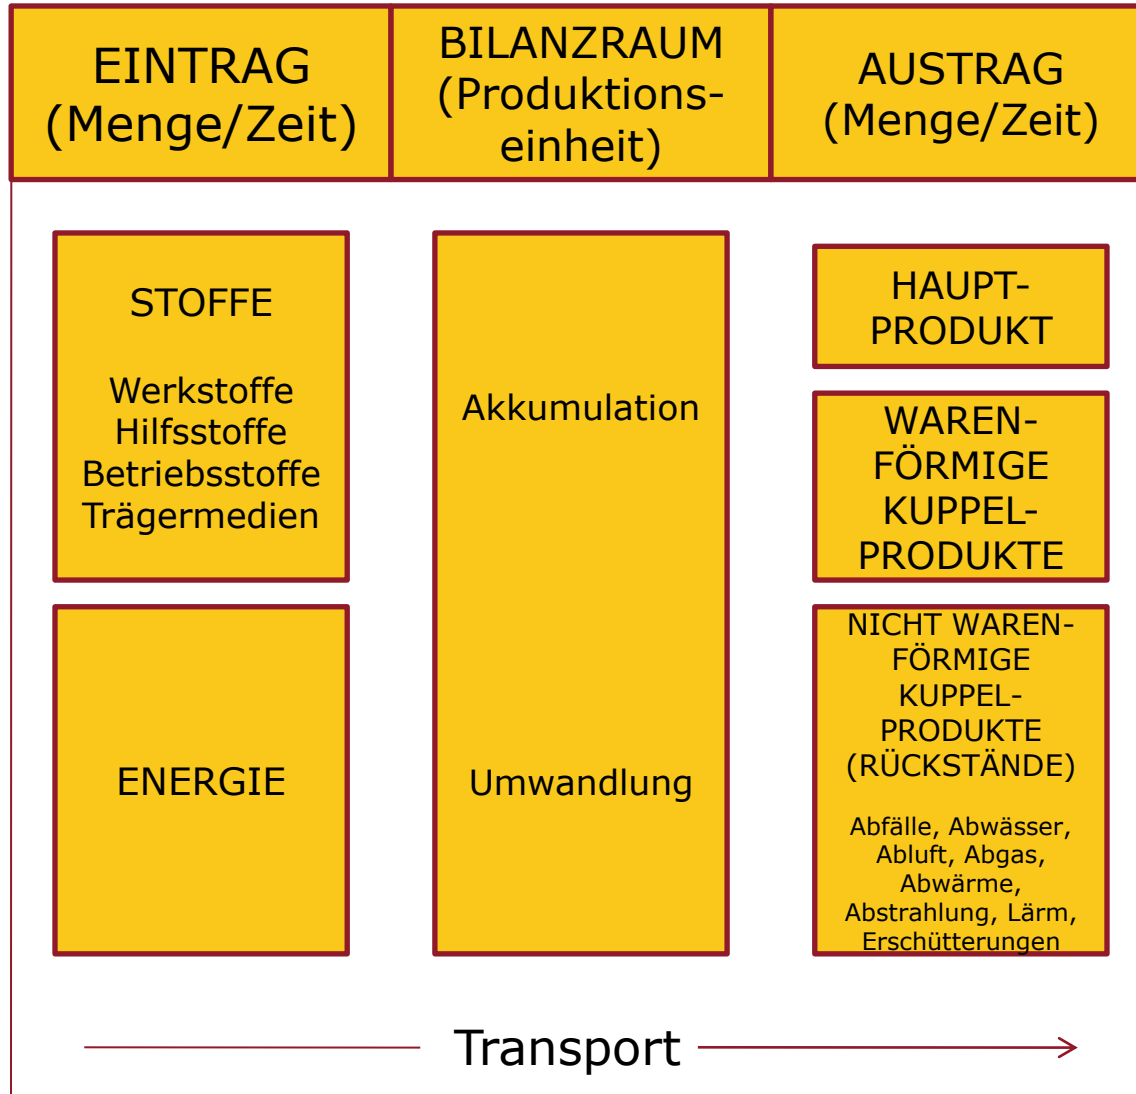 EINTRAG
(Menge/Zeit)
BILANZRAUM
(Produktions-
einheit)
AUSTRAG
(Menge/Zeit)
STOFFE
Werkstoffe
Hilfsstoffe
Betriebsstoffe
Trägermedien
ENERGIE
Akkumulation
Umwandlung
HAUPT-
PRODUKT
WAREN-
FÖRMIGE
KUPPEL-
PRODUKTE
NICHT WAREN-
FÖRMIGE
KUPPEL-
PRODUKTE
(RÜCKSTÄNDE)
Abfälle, Abwässer,
Abluft, Abgas,
Abwärme,
Abstrahlung, Lärm,
Erschütterungen
Transport